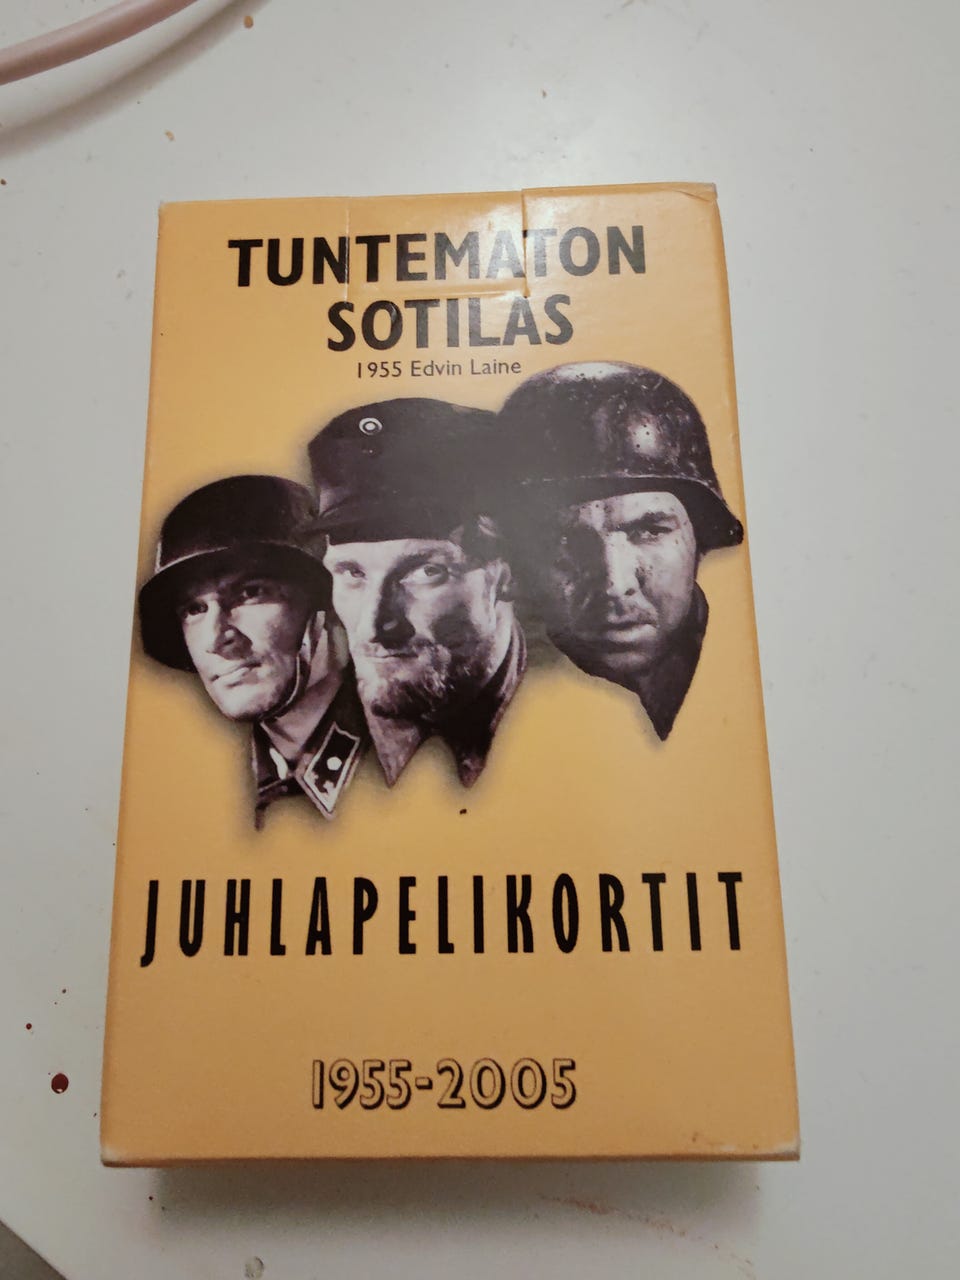 TUNTEMATON
SOTILAS
1955 Edvin Laine
JUHLAPELIKORTIT
1955-2005